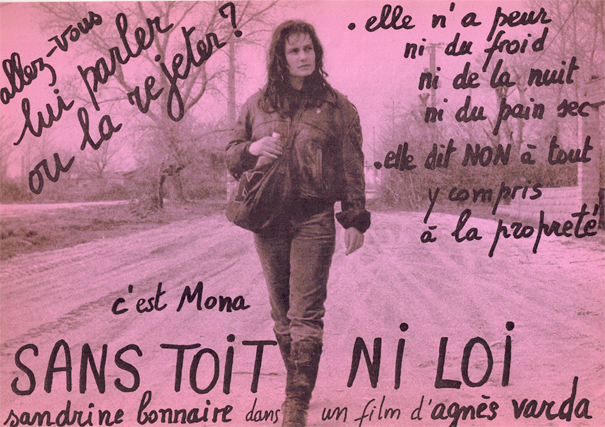 allez-vous
lui parler
ou la rejeter?
. elle n'a peur
ni du froid
ni de la nuit
ni du pain sec
. elle dit NON à tout
y compris
à la propreté
c'est Mona
SANS TOIT NI LOI
sandrine bonnaire dans un film d'agnès varda